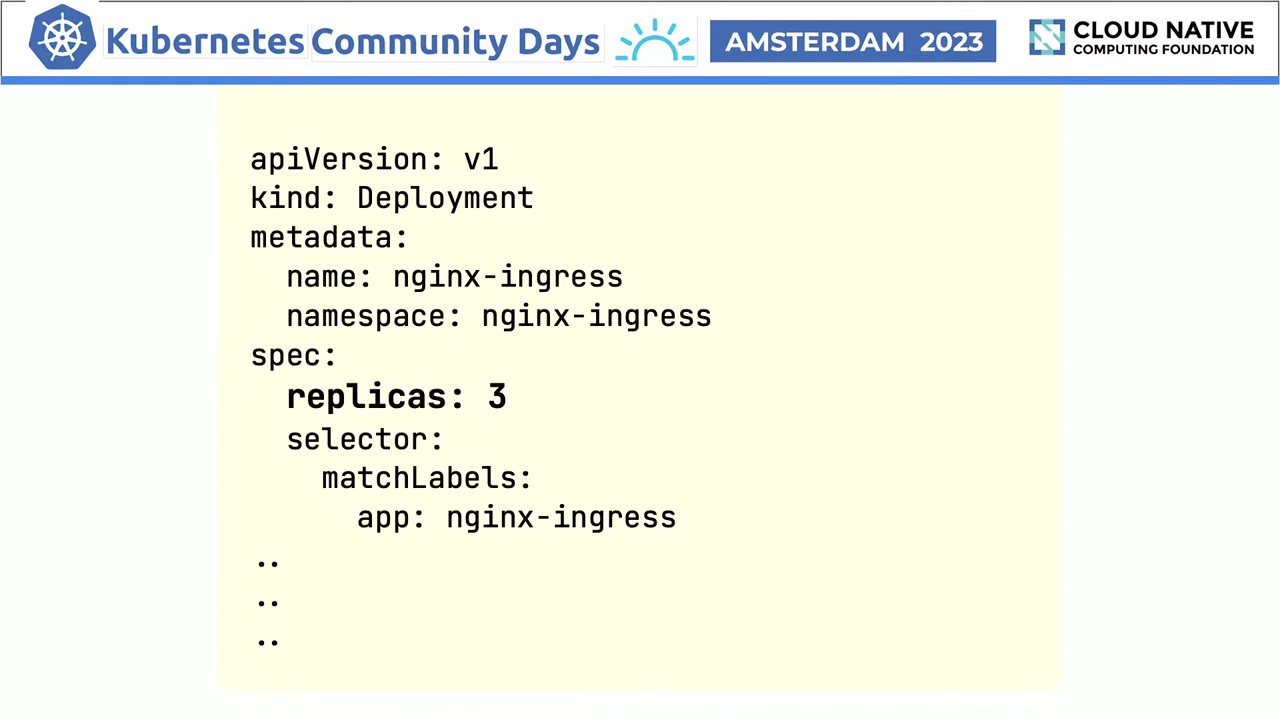 Kubernetes Community Days
AMSTERDAM 2023
CLOUD NATIVE
COMPUTING FOUNDATION
apiVersion: v1
kind: Deployment
metadata:
  name: nginx-ingress
  namespace: nginx-ingress
spec:
  replicas: 3
  selector:
    matchLabels:
      app: nginx-ingress
..
..
..